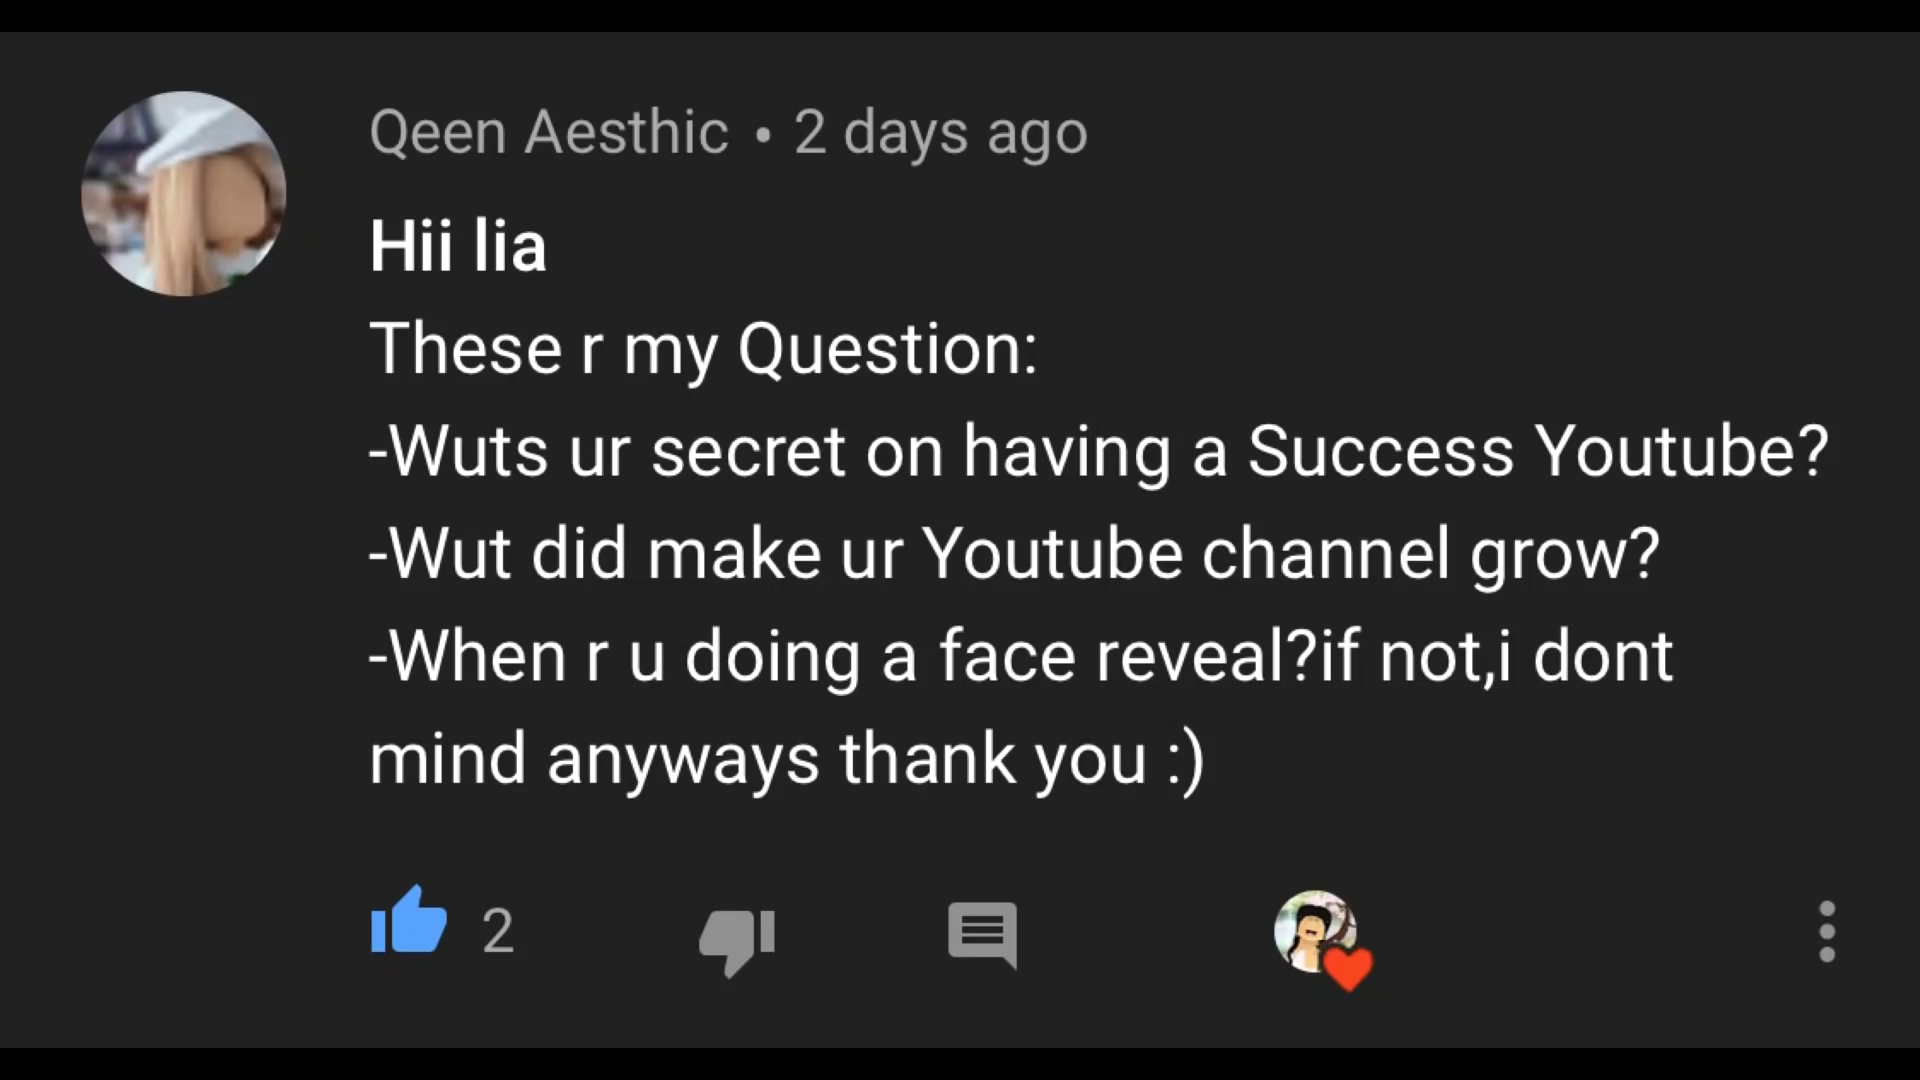 Qeen Aesthic • 2 days ago
Hii lia
These r my Question:
-Wuts ur secret on having a Success Youtube?
-Wut did make ur Youtube channel grow?
-When r u doing a face reveal?if not,i dont
mind anyways thank you :)
2